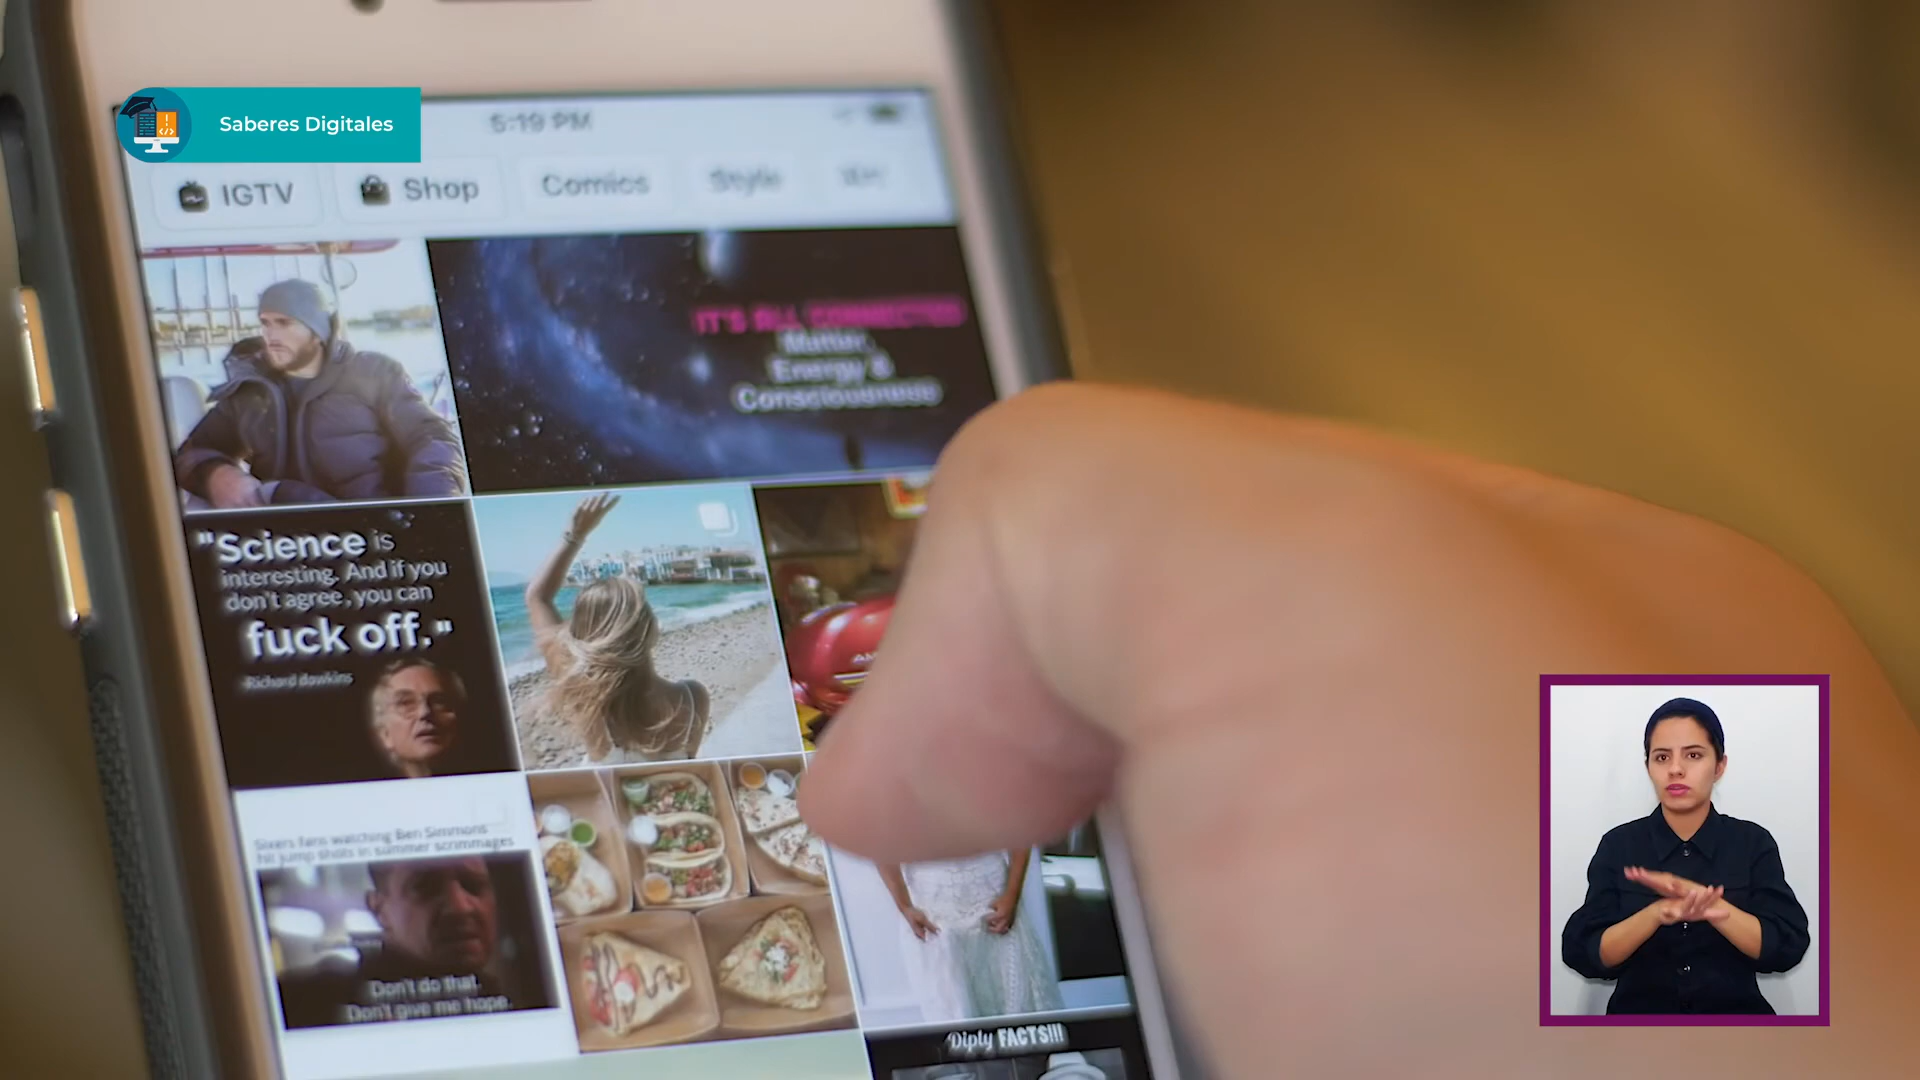 Saberes Digitales
5:19 PM
IGTV
Shop
Comics
Style
IT'S ALL CONNECTED
Matter,
Energy &
Consciousness
"Science is
interesting. And if you
don't agree, you can
fuck off."
-Richard dawkins
Sixers fans watching Ben Simmons
hit jump shots in summer scrimmages
Don't do that.
Don't give me hope.
Diply FACTS!!!